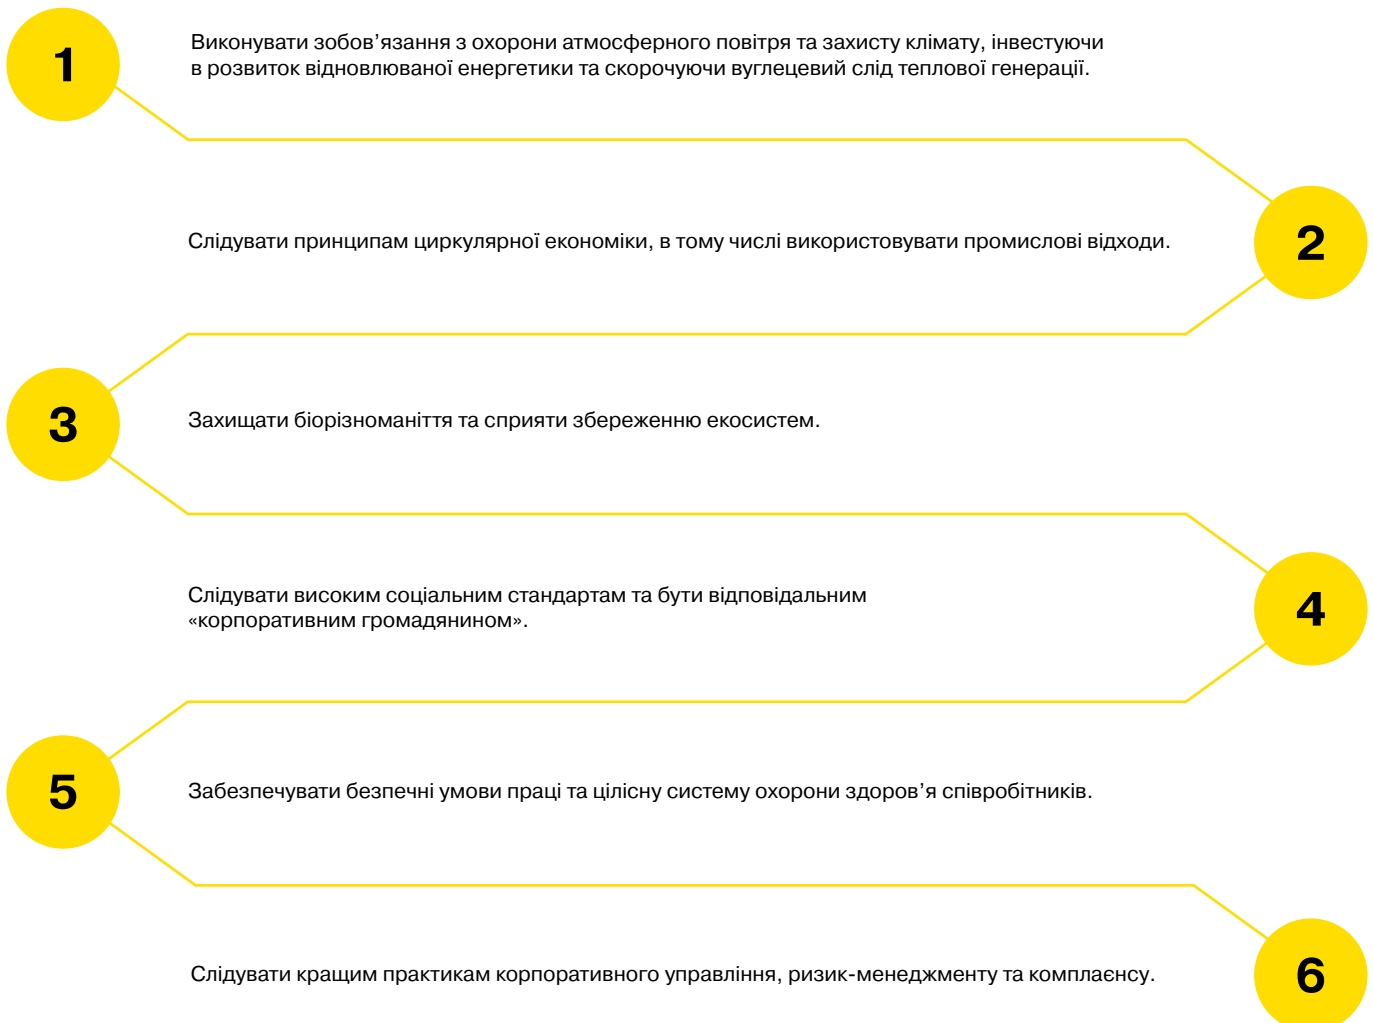 1
Виконувати зобов’язання з охорони атмосферного повітря та захисту клімату, інвестуючи
в розвиток відновлюваної енергетики та скорочуючи вуглецевий слід теплової генерації.
2
Слідувати принципам циркулярної економіки, в тому числі використовувати промислові відходи.
3
Захищати біорізноманіття та сприяти збереженню екосистем.
4
Слідувати високим соціальним стандартам та бути відповідальним
«корпоративним громадянином».
5
Забезпечувати безпечні умови праці та цілісну систему охорони здоров’я співробітників.
6
Слідувати кращим практикам корпоративного управління, ризик-менеджменту та комплаєнсу.